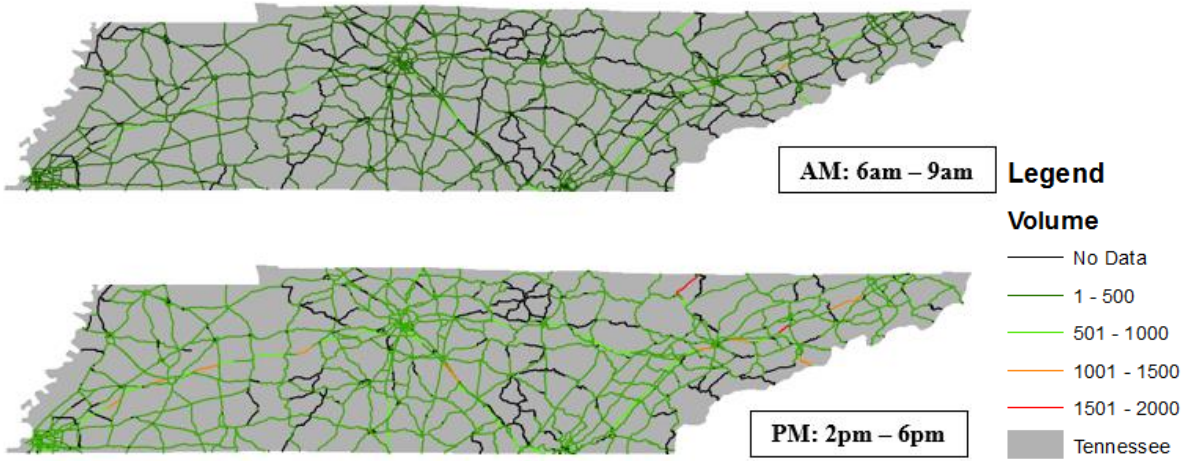 AM: 6am – 9am
Legend
Volume
No Data
1 - 500
501 - 1000
1001 - 1500
1501 - 2000
Tennessee
PM: 2pm – 6pm